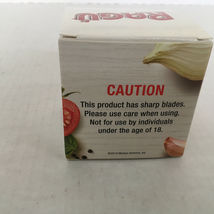 RAGÚ
CAUTION
This product has sharp blades.
Please use care when using.
Not for use by individuals
under the age of 18.